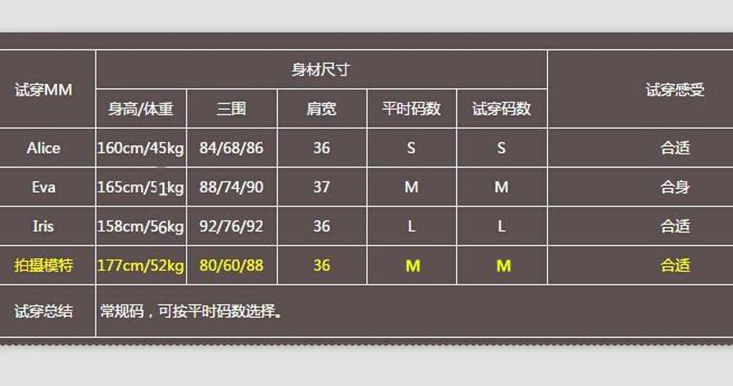 试穿MM 身材尺寸 试穿感受
身高/体重 三围 肩宽 平时码数 试穿码数
Alice 160cm/45kg 84/68/86 36 S S 合适
Eva 165cm/51kg 88/74/90 37 M M 合身
Iris 158cm/56kg 92/76/92 36 L L 合适
拍摄模特 177cm/52kg 80/60/88 36 M M 合适
试穿总结 常规码，可按平时码数选择。